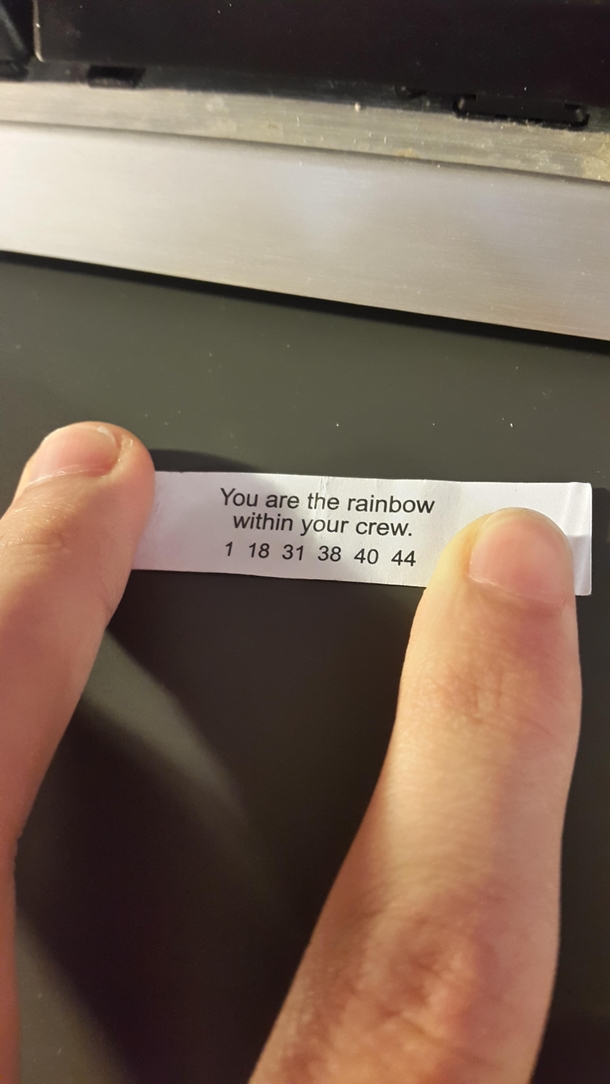 You are the rainbow
within your crew.
1 18 31 38 40 44